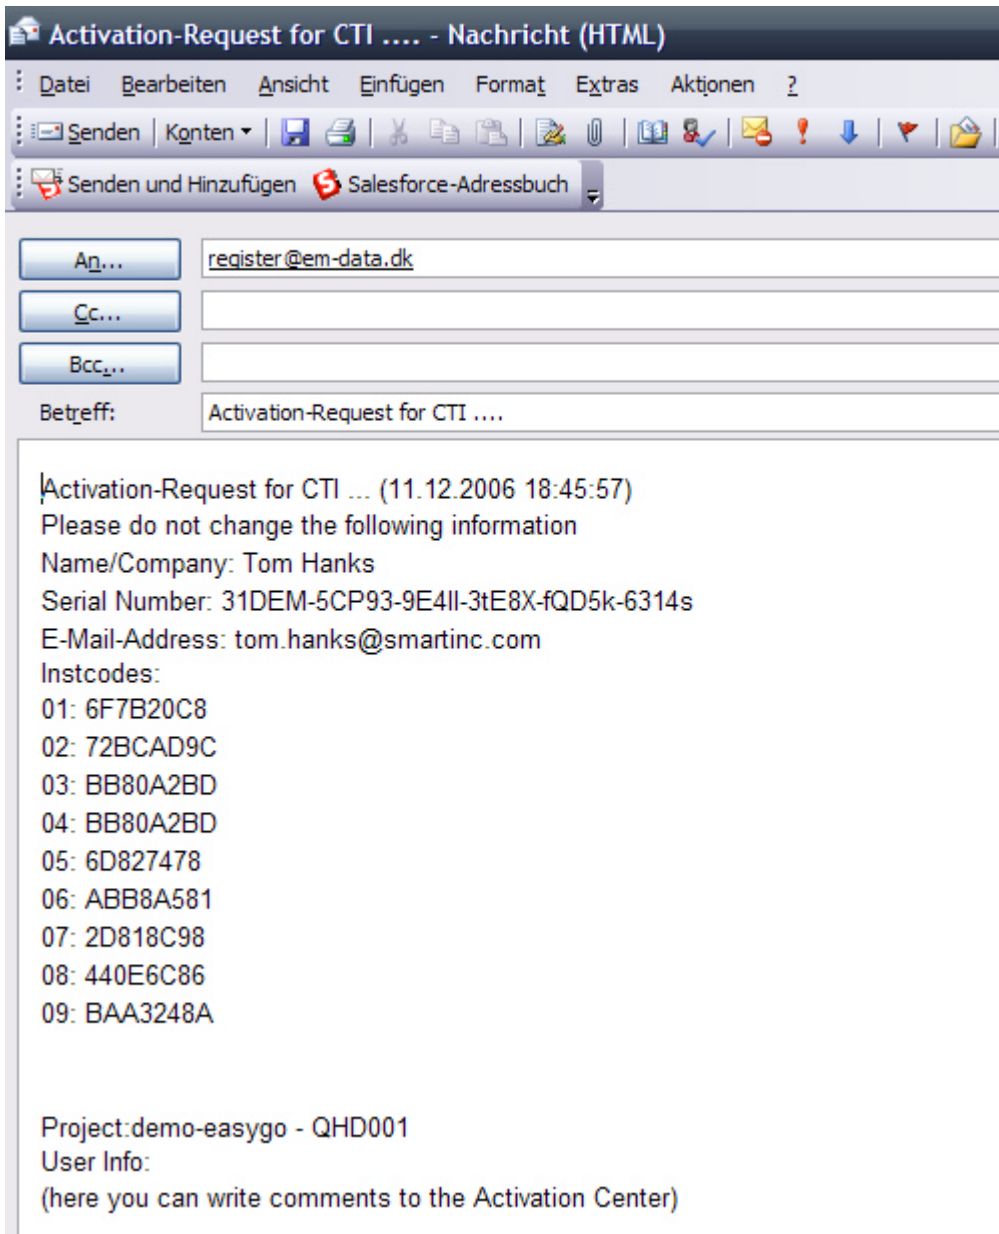 Activation-Request for CTI .... - Nachricht (HTML)
Datei Bearbeiten Ansicht Einfügen Format Extras Aktionen ?
Senden Konten
Senden und Hinzufügen Salesforce-Adressbuch
An... register@em-data.dk
Cc...
Bcc...
Betreff: Activation-Request for CTI ....
Activation-Request for CTI ... (11.12.2006 18:45:57)
Please do not change the following information
Name/Company: Tom Hanks
Serial Number: 31DEM-5CP93-9E4II-3tE8X-fQD5k-6314s
E-Mail-Address: tom.hanks@smartinc.com
Instcodes:
01: 6F7B20C8
02: 72BCAD9C
03: BB80A2BD
04: BB80A2BD
05: 6D827478
06: ABB8A581
07: 2D818C98
08: 440E6C86
09: BAA3248A
Project:demo-easygo - QHD001
User Info:
(here you can write comments to the Activation Center)